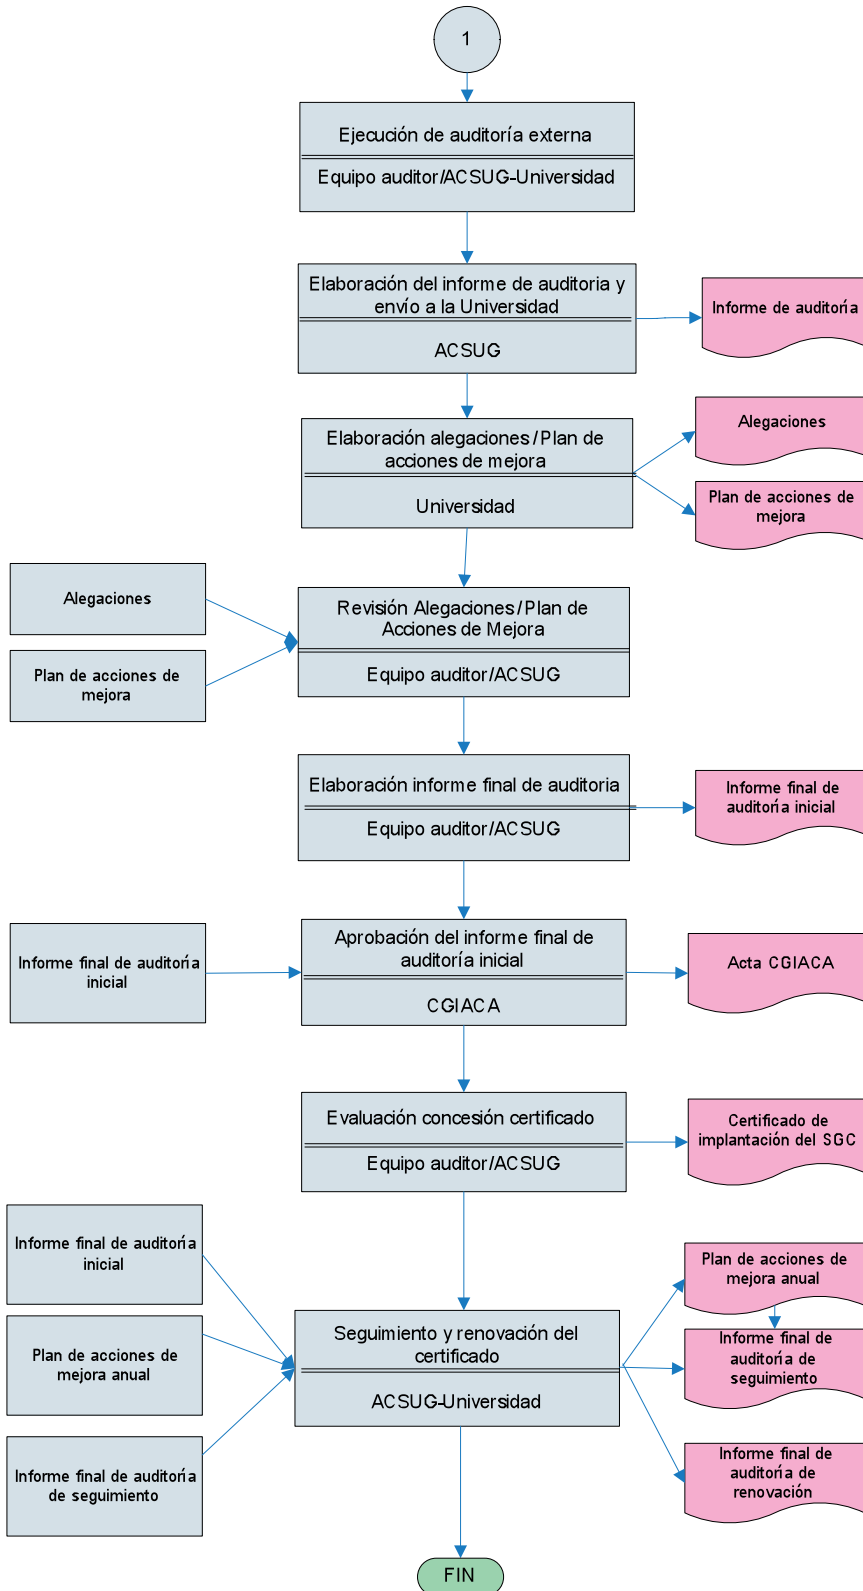 1
Ejecución de auditoría externa
Equipo auditor/ACSUG-Universidad
Elaboración del informe de auditoria y
envío a la Universidad
ACSUG
Informe de auditoría
Elaboración alegaciones/Plan de
acciones de mejora
Universidad
Alegaciones
Plan de acciones de
mejora
Alegaciones
Plan de acciones de
mejora
Revisión Alegaciones/Plan de
Acciones de Mejora
Equipo auditor/ACSUG
Elaboración informe final de auditoria
Equipo auditor/ACSUG
Informe final de
auditoría inicial
Informe final de auditoría
inicial
Aprobación del informe final de
auditoría inicial
CGIACA
Acta CGIACA
Evaluación concesión certificado
Equipo auditor/ACSUG
Certificado de
implantación del SGC
Informe final de auditoría
inicial
Plan de acciones de
mejora anual
Informe final de auditoría
de seguimiento
Seguimiento y renovación del
certificado
ACSUG-Universidad
Plan de acciones de
mejora anual
Informe final de
auditoría de
seguimiento
Informe final de
auditoría de
renovación
FIN